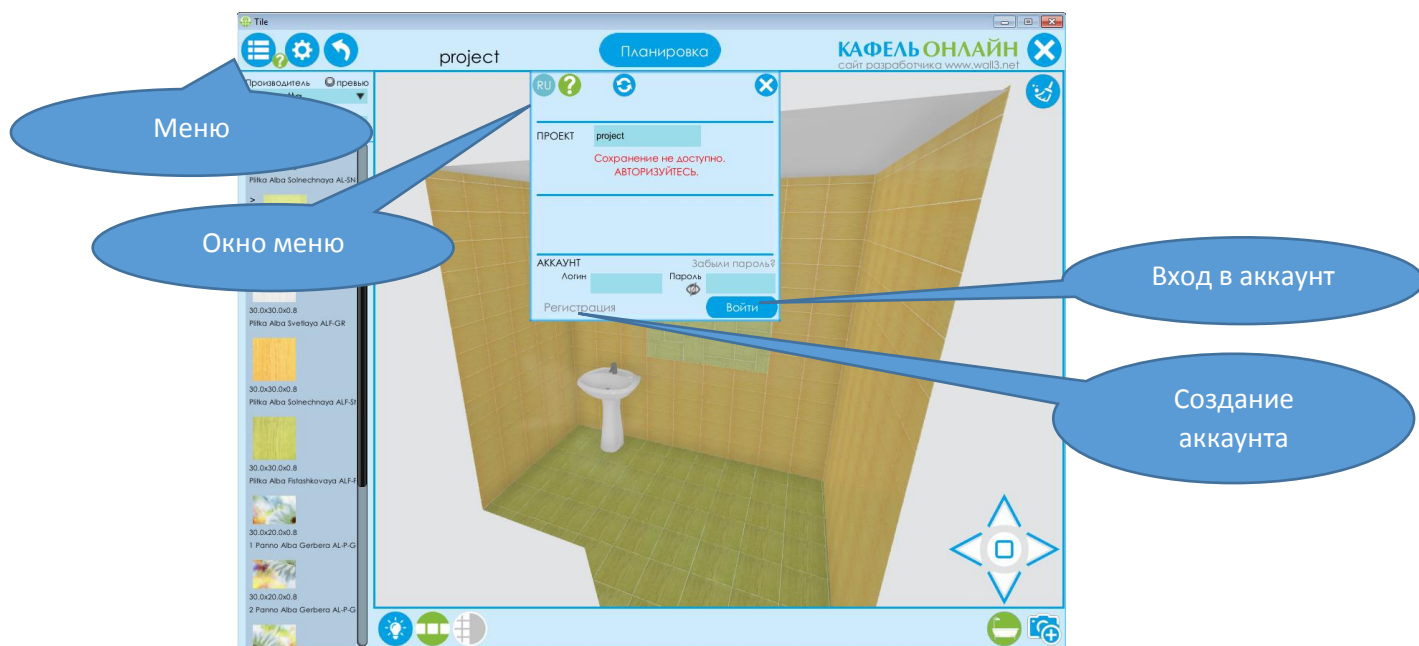 Tile
project
Планировка
КАФЕЛЬ ОНЛАЙН
сайт разработчика www.wall3.net
Производитель
превью
Меню
RU
?
ПРОЕКТ
project
Сохранение не доступно.
АВТОРИЗУЙТЕСЬ.
Plitka Alba Solnechnaya AL-SN
>
Окно меню
АККАУНТ
Забыли пароль?
Логин
Пароль
Регистрация
Войти
Вход в аккаунт
Создание
аккаунта
30.0x30.0x0.8
Plitka Alba Svetlaya ALF-GR
30.0x30.0x0.8
Plitka Alba Solnechnaya ALF-SN
30.0x30.0x0.8
Plitka Alba Fistashkovaya ALF-F
30.0x20.0x0.8
1 Panno Alba Gerbera AL-P-G
30.0x20.0x0.8
2 Panno Alba Gerbera AL-P-G